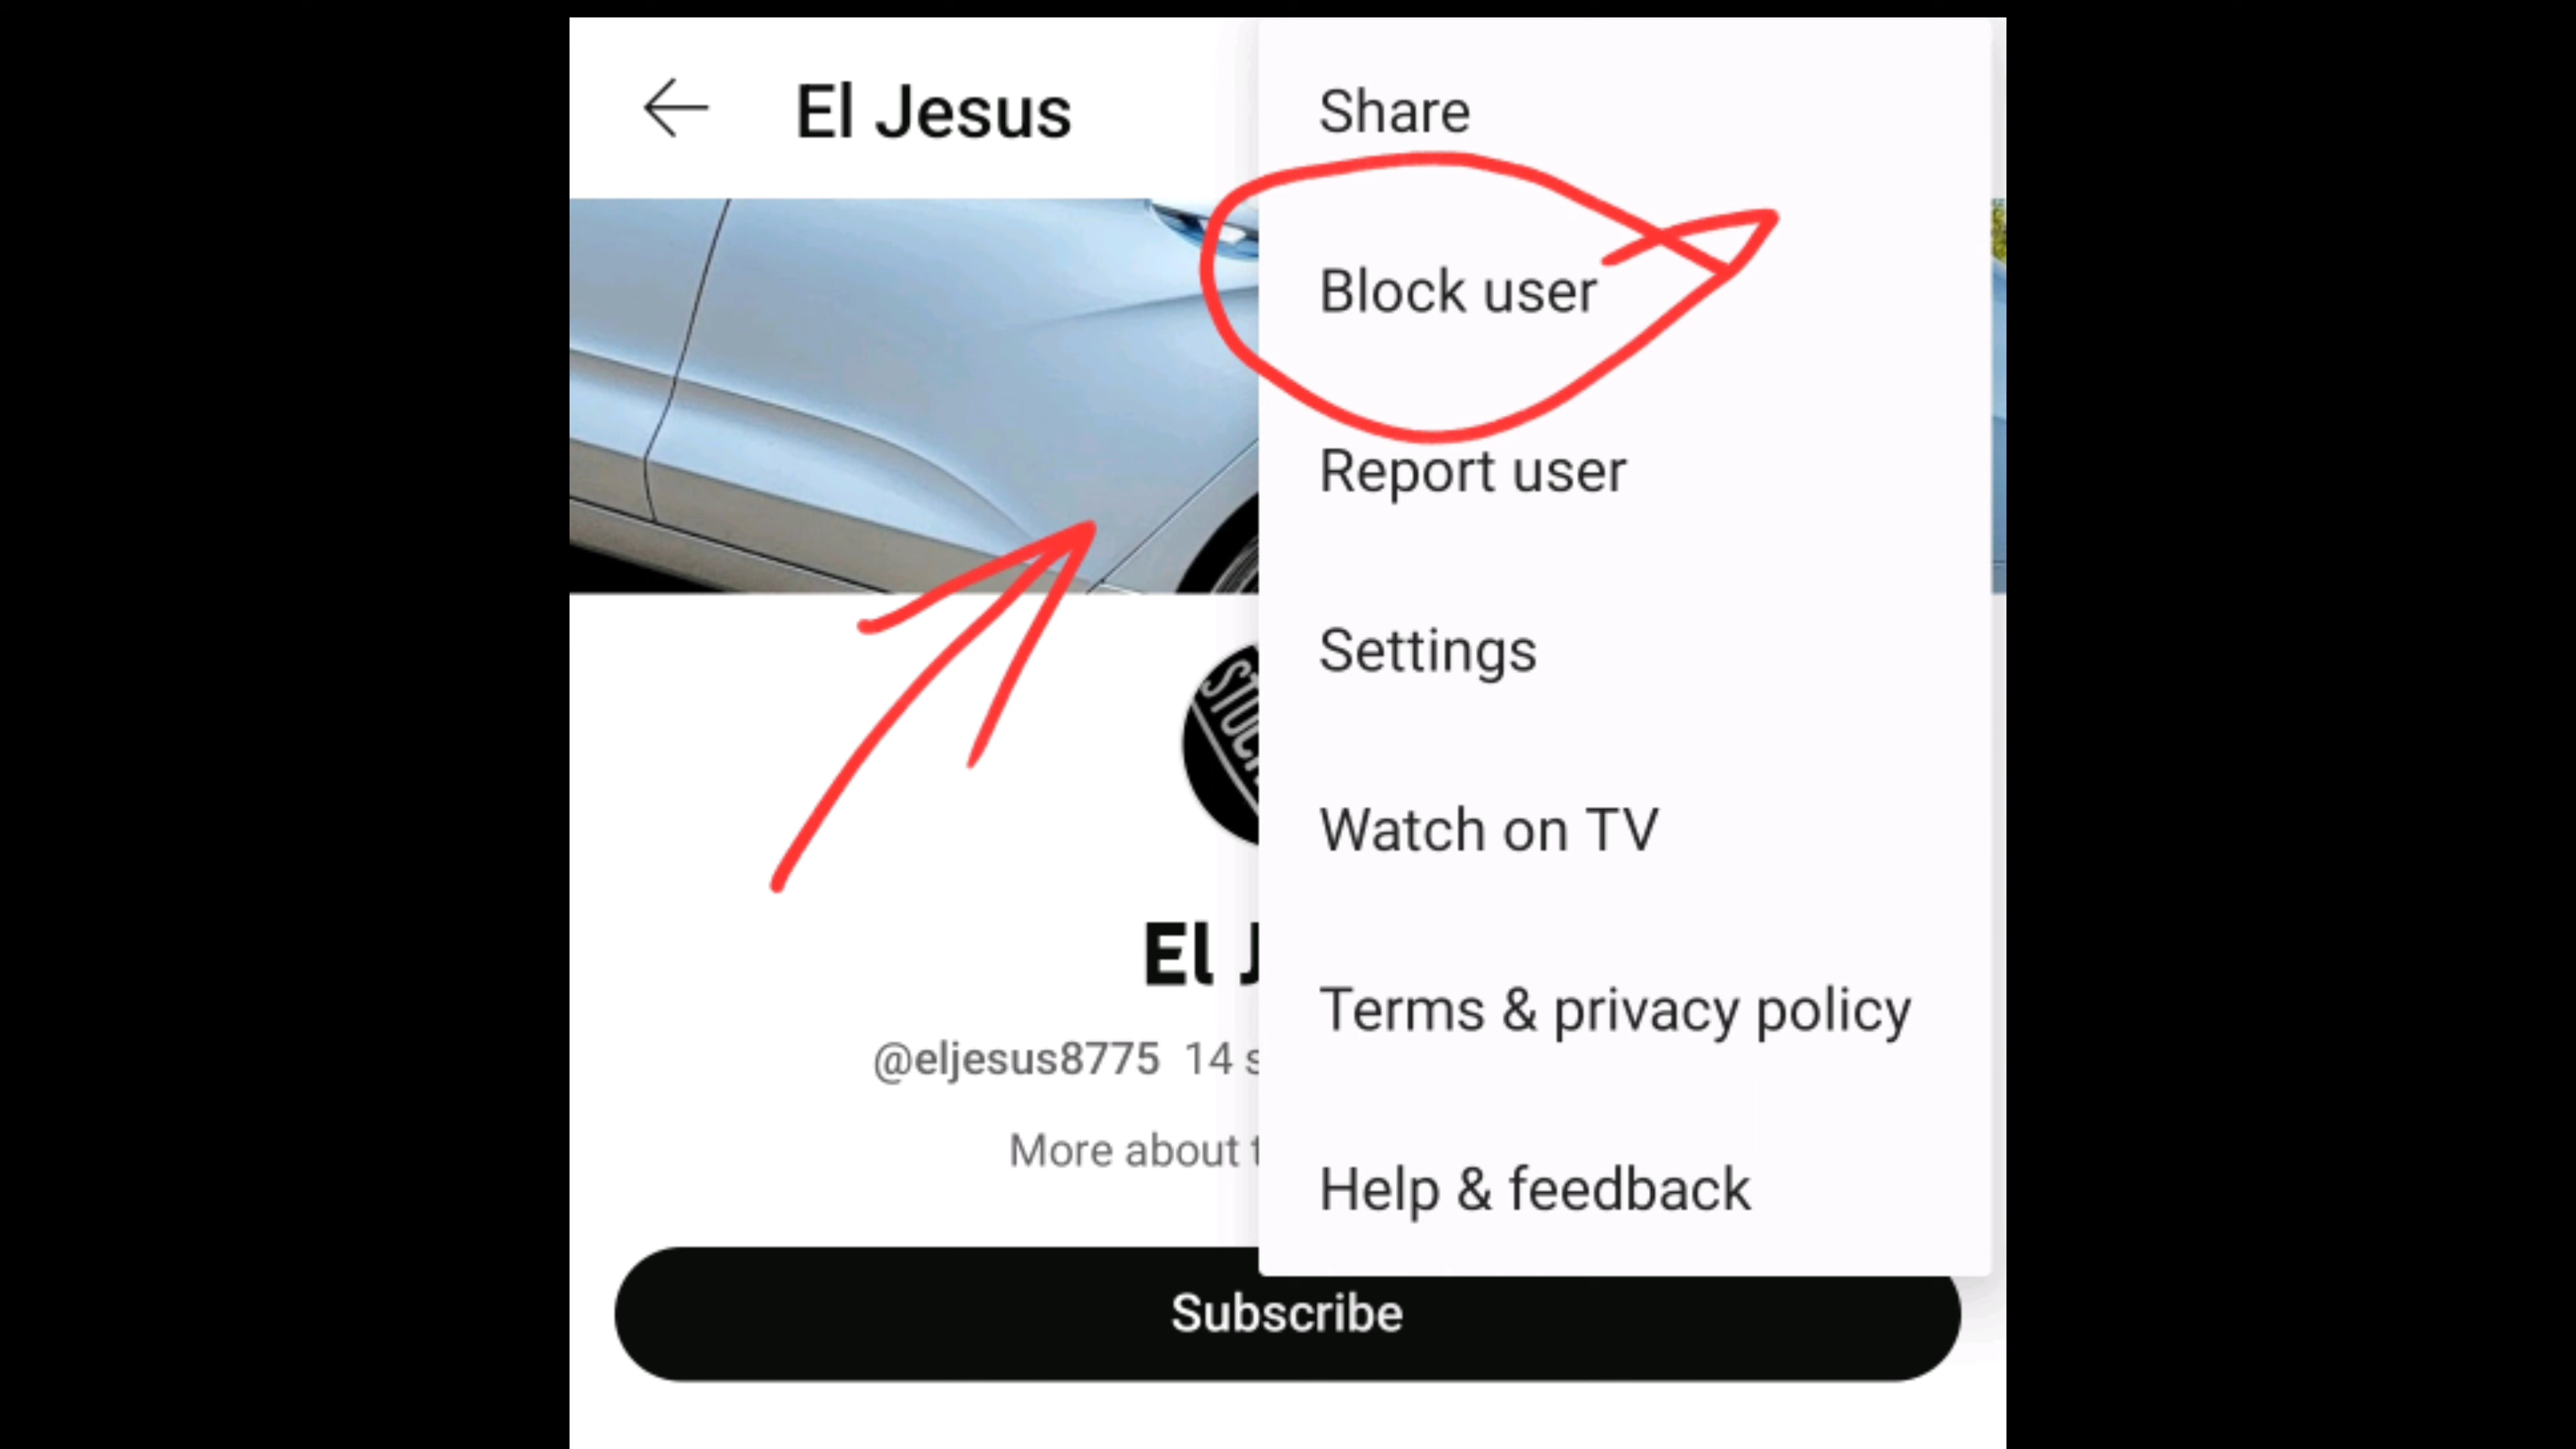 El Jesus
Share
Block user
Report user
Settings
Watch on TV
Terms & privacy policy
Help & feedback
El
@eljesus8775 14
More about
Subscribe